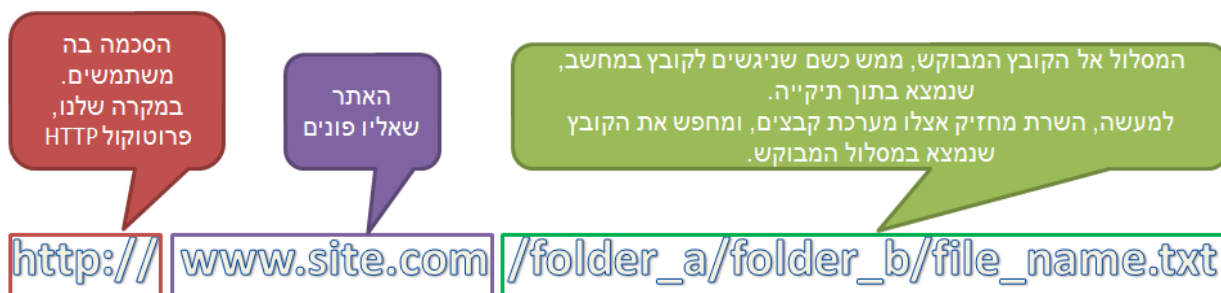 הסכמה בה
משתמשים.
במקרה שלנו,
פרוטוקול HTTP
האתר
שאליו פונים
המסלול אל הקובץ המבוקש, ממש כשם שניגשים לקובץ במחשב,
שנמצא בתוך תיקייה.
למעשה, השרת מחזיק אצלו מערכת קבצים, ומחפש את הקובץ
שנמצא במסלול המבוקש.
http:// www.site.com /folder_a/folder_b/file_name.txt